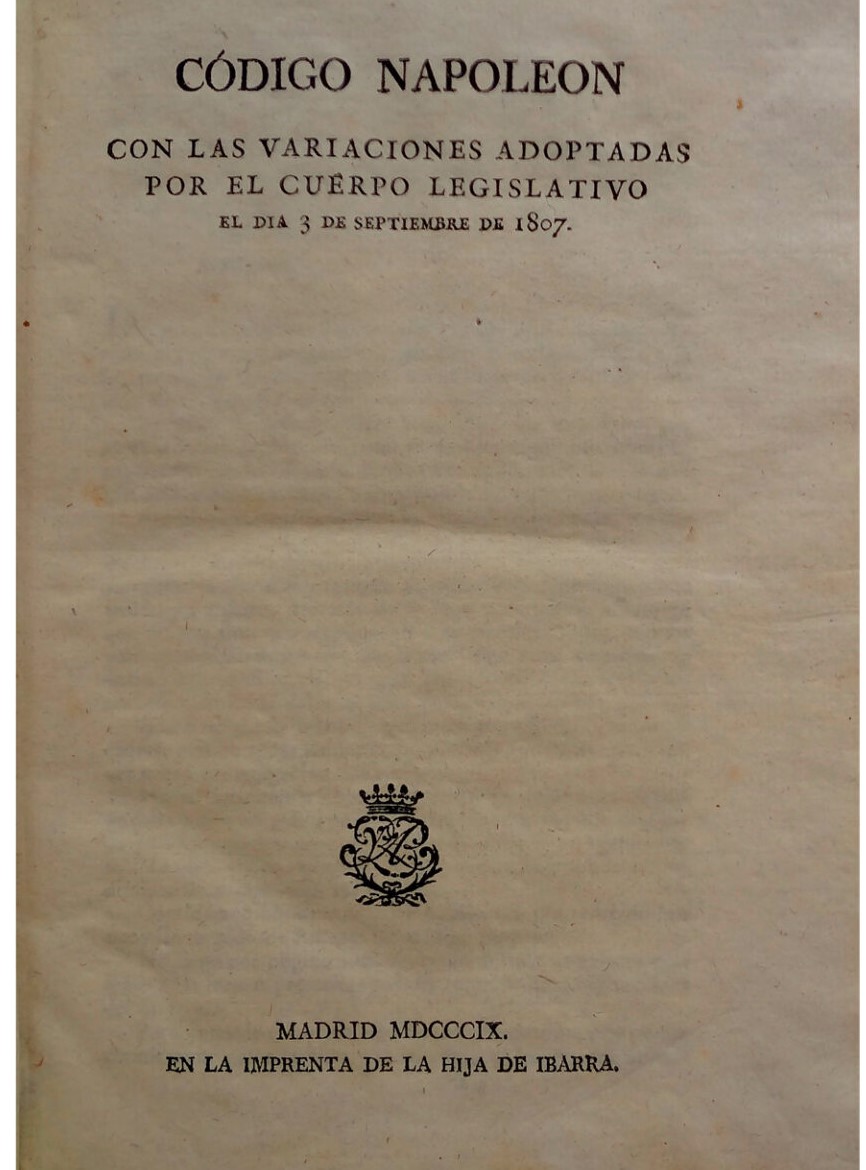 CÓDIGO NAPOLEON
CON LAS VARIACIONES ADOPTADAS
POR EL CUERPO LEGISLATIVO
EL DIA 3 DE SEPTIEMBRE DE 1807.
MADRID MDCCCIX.
EN LA IMPRENTA DE LA HIJA DE IBARRA.